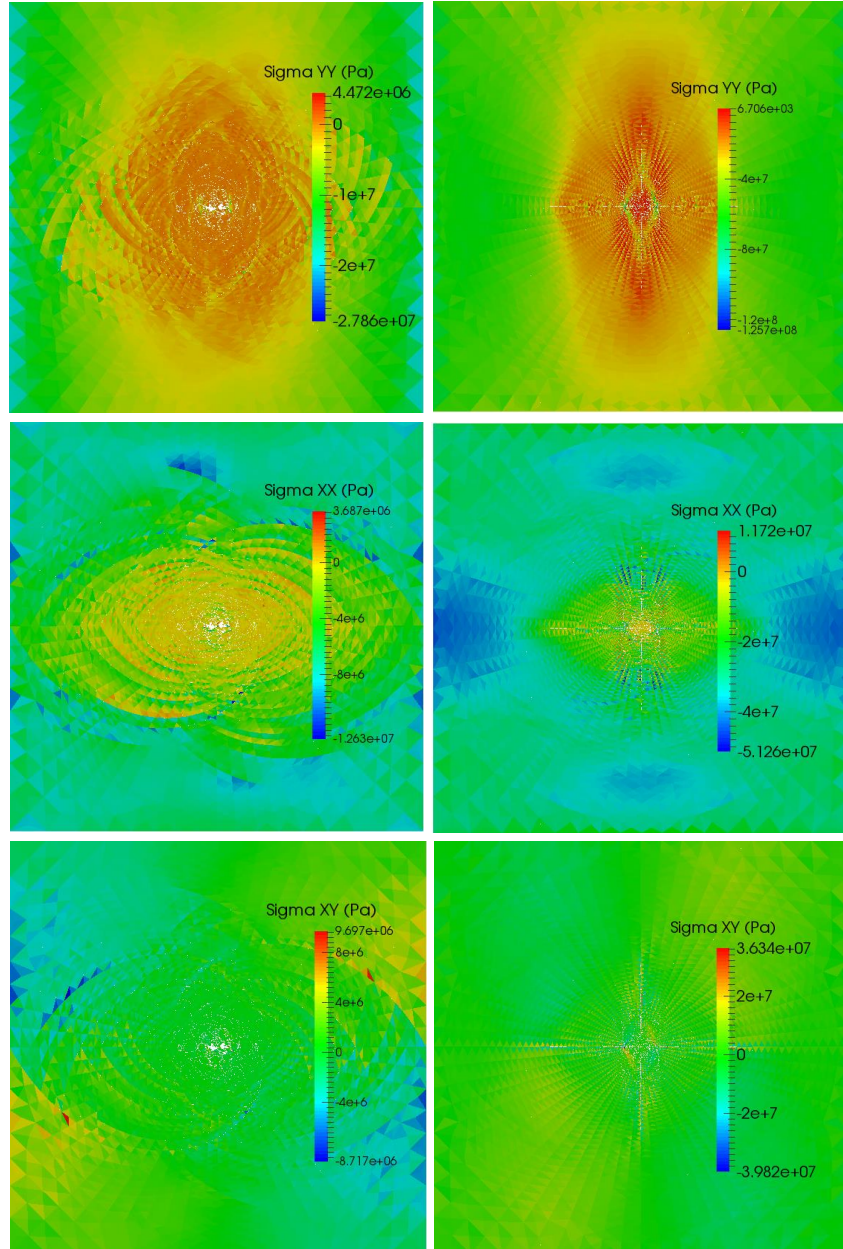 Sigma YY (Pa)
4.472e+06
0
-1e+7
-2e+7
-2.786e+07
Sigma YY (Pa)
6.706e+03
-4e+7
-8e+7
-1.2e+8
-1.257e+08
Sigma XX (Pa)
3.687e+06
0
-4e+6
-8e+6
-1.263e+07
Sigma XX (Pa)
1.172e+07
0
-2e+7
-4e+7
-5.126e+07
Sigma XY (Pa)
9.697e+06
8e+6
4e+6
0
-4e+6
-8.717e+06
Sigma XY (Pa)
3.634e+07
2e+7
0
-2e+7
-3.982e+07